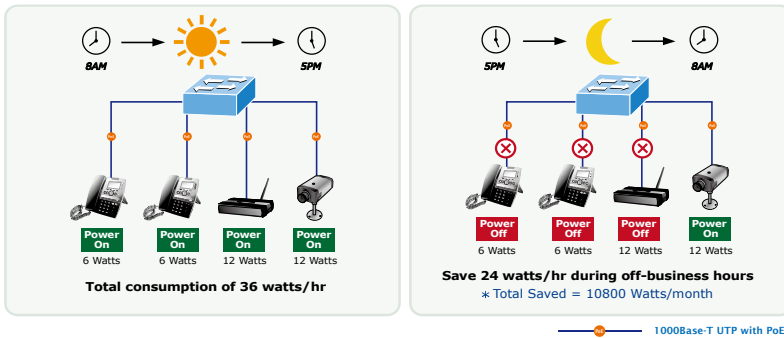 8AM
5PM
Power
On
6 Watts
Power
On
6 Watts
Power
On
12 Watts
Power
On
12 Watts
Total consumption of 36 watts/hr
5PM
8AM
Power
Off
6 Watts
Power
Off
6 Watts
Power
Off
12 Watts
Power
On
12 Watts
Save 24 watts/hr during off-business hours
* Total Saved = 10800 Watts/month
PoE
1000Base-T UTP with PoE